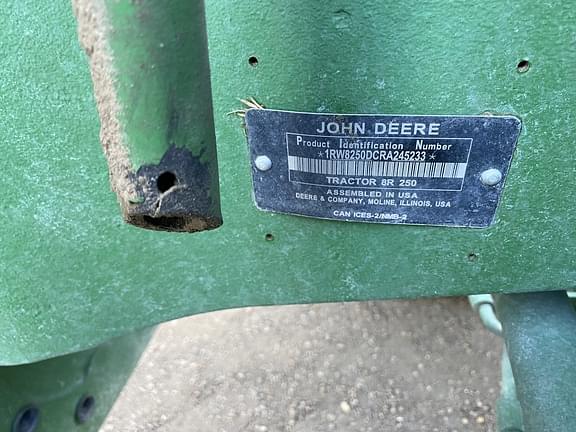 JOHN DEERE
Product Identification Number
*1RW8250DCRA245233*
TRACTOR 8R 250
ASSEMBLED IN USA
DEERE & COMPANY, MOLINE, ILLINOIS, USA
CAN ICES-2/NMB-2